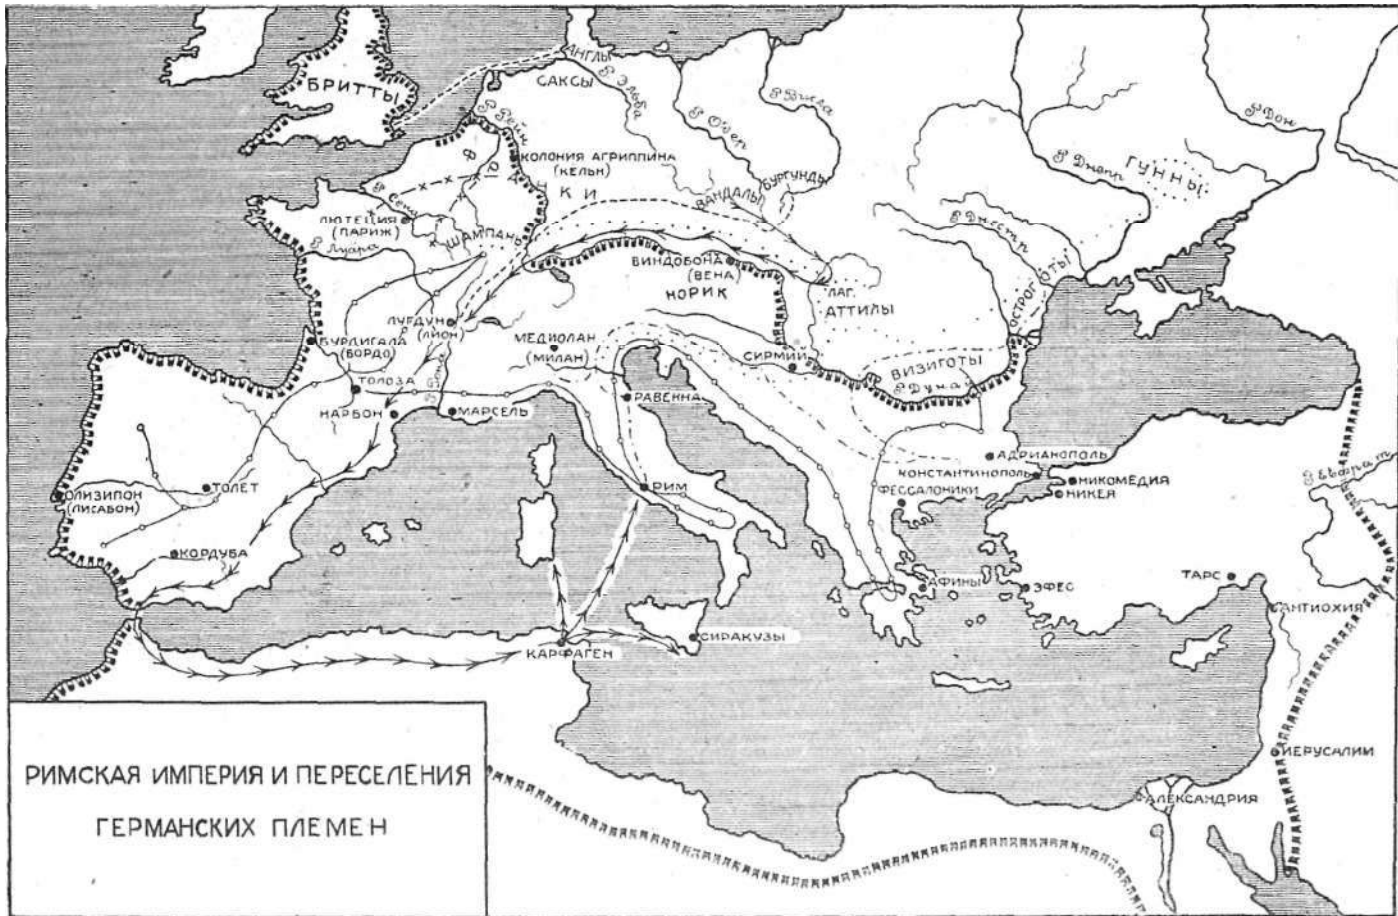 БРИТТЫ
АНГЛЫ
САКСЫ
Р. Эльба
Р. Одер
Р. Висла
Р. Дон
Р. Днепр
ГУННЫ
Р. Рейн
КОЛОНИЯ АГРИППИНА
(КЕЛЬН)
ФРАНКИ
Р. Сена
ЛЮТЕЦИЯ
(ПАРИЖ)
ШАМПАНЬ
Р. Луара
ВАНДАЛЫ
БУРГУНДЫ
Р. Днестр
ОСТРОГОТЫ
ВИНДОБОНА
(ВЕНА)
НОРИК
ЛАГ.
АТТИЛЫ
ЛУГДУН
(ЛИОН)
БУРДИГАЛА
(БОРДО)
МЕДИОЛАН
(МИЛАН)
СИРМИЙ
ВИЗИГОТЫ
Р. Дунай
ТОЛОЗА
НАРБОН
МАРСЕЛЬ
РАВЕННА
АДРИАНОПОЛЬ
КОНСТАНТИНОПОЛЬ
НИКОМЕДИЯ
НИКЕЯ
ФЕССАЛОНИКИ
Р. Евфрат
ОЛИЗИПОН
(ЛИСАБОН)
ТОЛЕТ
РИМ
КОРДУБА
АФИНЫ
ЭФЕС
ТАРС
АНТИОХИЯ
КАРФАГЕН
СИРАКУЗЫ
ИЕРУСАЛИМ
АЛЕКСАНДРИЯ
РИМСКАЯ ИМПЕРИЯ И ПЕРЕСЕЛЕНИЯ
ГЕРМАНСКИХ ПЛЕМЕН